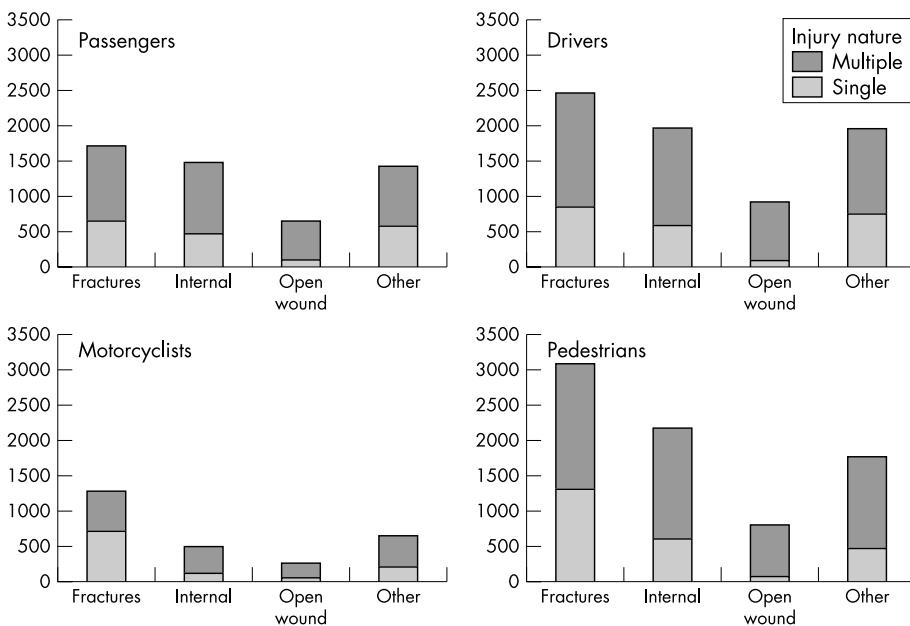 Passengers
3500
3000
2500
2000
1500
1000
500
0
Fractures
Internal
Open
wound
Other
Drivers
3500
3000
2500
2000
1500
1000
500
0
Fractures
Internal
Open
wound
Other
Injury nature
Multiple
Single
Motorcyclists
3500
3000
2500
2000
1500
1000
500
0
Fractures
Internal
Open
wound
Other
Pedestrians
3500
3000
2500
2000
1500
1000
500
0
Fractures
Internal
Open
wound
Other